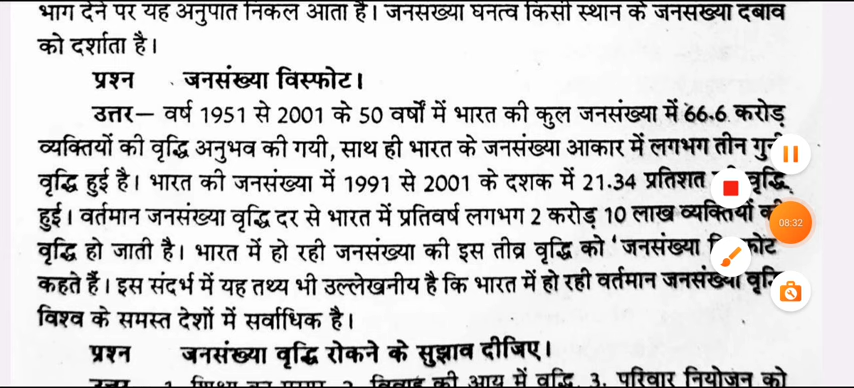 भाग देने पर यह अनुपात निकल आता है। जनसंख्या घनत्व किसी स्थान के जनसंख्या दबाव
को दर्शाता है।
प्रश्न जनसंख्या विस्फोट।
उत्तर— वर्ष 1951 से 2001 के 50 वर्षों में भारत की कुल जनसंख्या में 66.6 करोड़
व्यक्तियों की वृद्धि अनुभव की गयी, साथ ही भारत के जनसंख्या आकार में लगभग तीन
वृद्धि हुई है। भारत की जनसंख्या में 1991 से 2001 के दशक में 21.34 प्रतिशत वृद्धि
हुई। वर्तमान जनसंख्या वृद्धि दर से भारत में प्रतिवर्ष लगभग 2 करोड़ 10 लाख व्यक्तियों
08:32
वृद्धि हो जाती है। भारत में हो रही जनसंख्या की इस तीव्र वृद्धि को 'जनसंख्या
कहते हैं। इस संदर्भ में यह तथ्य भी उल्लेखनीय है कि भारत में हो रही वर्तमान जनसंख्या
विश्व के समस्त देशों में सर्वाधिक है।
प्रश्न जनसंख्या वृद्धि रोकने के सुझाव दीजिए।
2. विवाह की आयु में वृद्धि, 3. परिवार नियोजन को